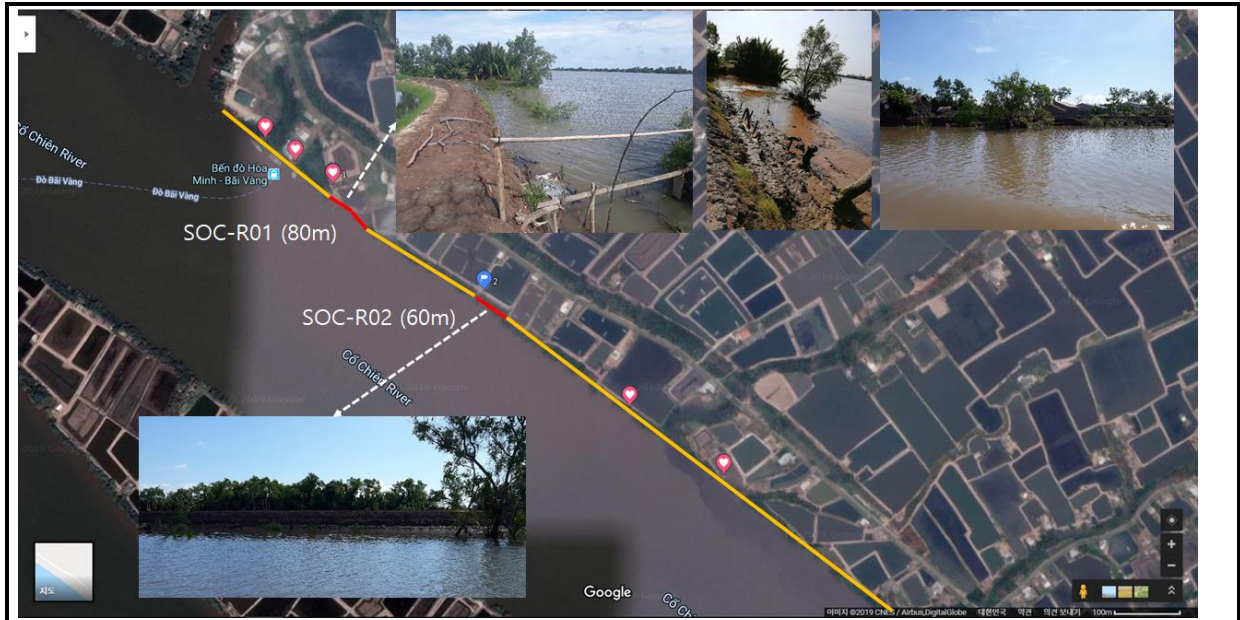 Cổ Chiên River
Đò Bãi Vàng
Đò Bãi Vàng
Bến đò Hòa
Minh - Bãi Vàng
1
SOC-R01 (80m)
2
SOC-R02 (60m)
Cổ Chiên River
지도
Google
Cổ Ch
이미지 ©2019 CNES / Airbus,DigitalGlobe 대한민국 약관 의견 보내기 100m